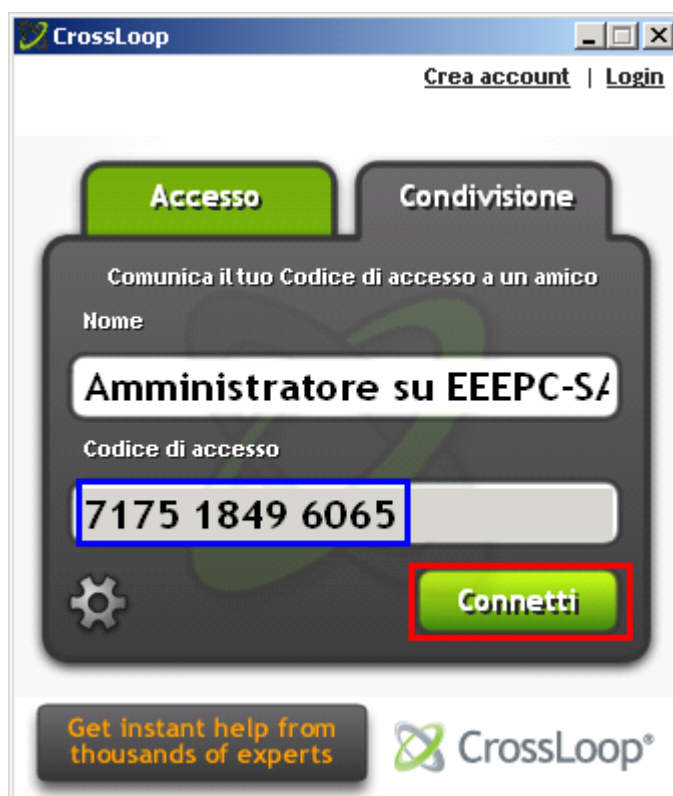 CrossLoop
Crea account | Login
Accesso
Condivisione
Comunica il tuo Codice di accesso a un amico
Nome
Amministratore su EEEPC-SA
Codice di accesso
7175 1849 6065
Connetti
Get instant help from
thousands of experts
CrossLoop®